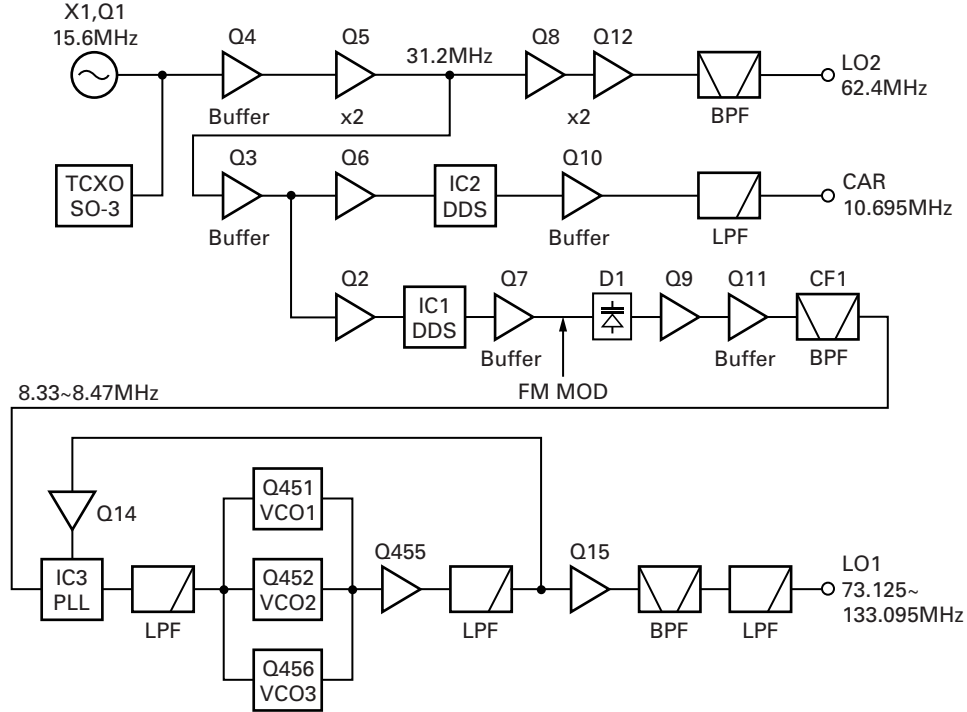 X1,Q1
15.6MHz
Q4
Buffer
Q5
x2
31.2MHz
Q8
Q12
x2
BPF
LO2
62.4MHz
TCXO
SO-3
Q3
Buffer
Q6
IC2
DDS
Q10
Buffer
LPF
CAR
10.695MHz
Q2
IC1
DDS
Q7
Buffer
FM MOD
D1
Q9
Q11
Buffer
CF1
BPF
8.33~8.47MHz
Q14
IC3
PLL
LPF
Q451
VCO1
Q452
VCO2
Q456
VCO3
Q455
LPF
Q15
BPF
LPF
LO1
73.125~
133.095MHz